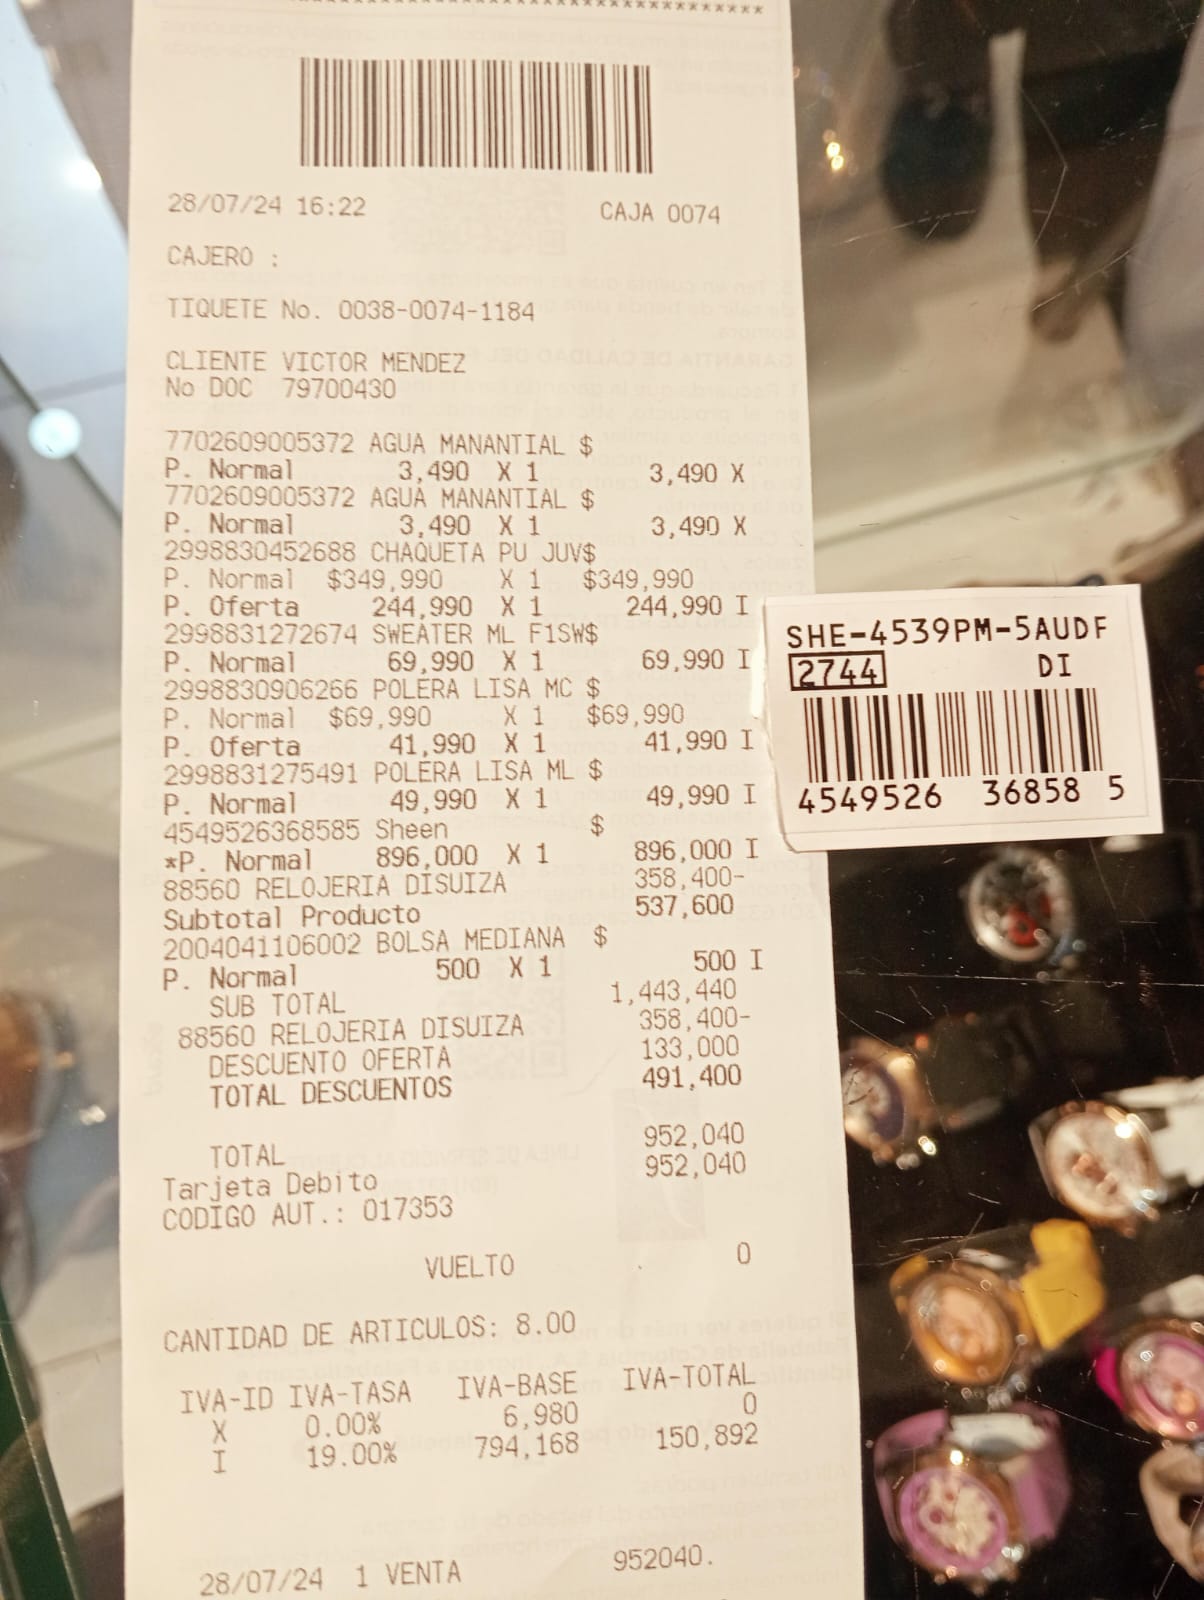 ****************************************
28/07/24 16:22 CAJA 0074
CAJERO :
TIQUETE No. 0038-0074-1184
CLIENTE VICTOR MENDEZ
No DOC 79700430
7702609005372 AGUA MANANTIAL $
P. Normal 3,490 X 1 3,490 X
7702609005372 AGUA MANANTIAL $
P. Normal 3,490 X 1 3,490 X
2998830452688 CHAQUETA PU JUV$
P. Normal $349,990 X 1 $349,990
P. Oferta 244,990 X 1 244,990 I
2998831272674 SWEATER ML F1SW$
P. Normal 69,990 X 1 69,990 I
2998830906266 POLERA LISA MC $
P. Normal $69,990 X 1 $69,990
P. Oferta 41,990 X 1 41,990 I
2998831275491 POLERA LISA ML $
P. Normal 49,990 X 1 49,990 I
4549526368585 Sheen $
*P. Normal 896,000 X 1 896,000 I
88560 RELOJERIA DISUIZA 358,400-
Subtotal Producto 537,600
2004041106002 BOLSA MEDIANA $
P. Normal 500 X 1 500 I
SUB TOTAL 1,443,440
88560 RELOJERIA DISUIZA 358,400-
DESCUENTO OFERTA 133,000
TOTAL DESCUENTOS 491,400
TOTAL 952,040
Tarjeta Debito 952,040
CODIGO AUT.: 017353
VUELTO 0
CANTIDAD DE ARTICULOS: 8.00
IVA-ID IVA-TASA IVA-BASE IVA-TOTAL
X 0.00% 6,980 0
I 19.00% 794,168 150,892
28/07/24 1 VENTA 952040.
SHE-4539PM-5AUDF
2744 DI
4549526 36858 5